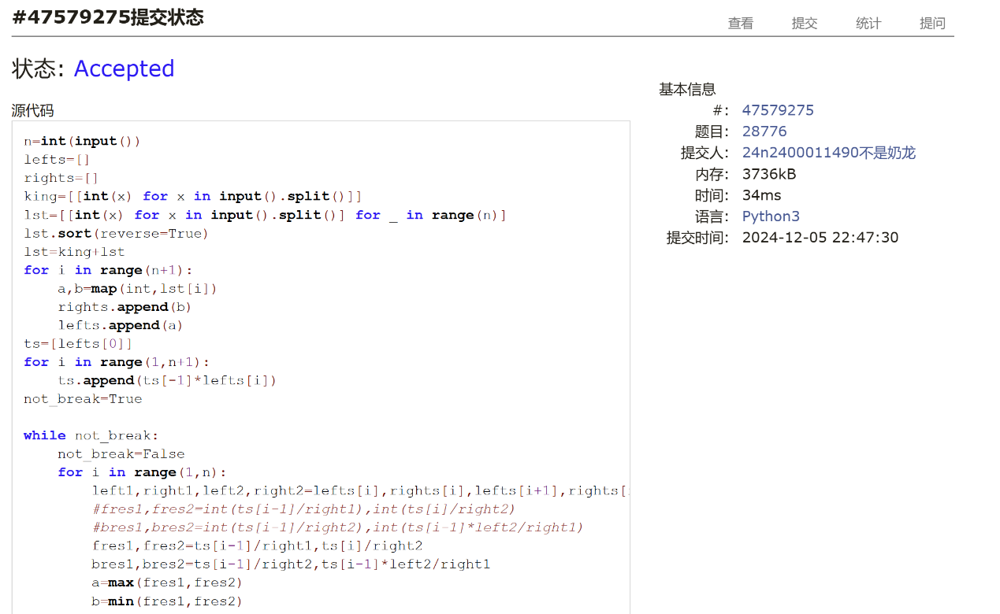 #47579275提交状态
查看 提交 统计 提问
状态: Accepted
源代码
n=int(input())
lefts=[]
rights=[]
king=[[int(x) for x in input().split()]]
lst=[[int(x) for x in input().split()] for _ in range(n)]
lst.sort(reverse=True)
lst=king+lst
for i in range(n+1):
    a,b=map(int,lst[i])
    rights.append(b)
    lefts.append(a)
ts=[lefts[0]]
for i in range(1,n+1):
    ts.append(ts[-1]*lefts[i])
not_break=True

while not_break:
    not_break=False
    for i in range(1,n):
        left1,right1,left2,right2=lefts[i],rights[i],lefts[i+1],rights[
        #fres1,fres2=int(ts[i-1]/right1),int(ts[i]/right2)
        #bres1,bres2=int(ts[i-1]/right2),int(ts[i-1]*left2/right1)
        fres1,fres2=ts[i-1]/right1,ts[i]/right2
        bres1,bres2=ts[i-1]/right2,ts[i-1]*left2/right1
        a=max(fres1,fres2)
        b=min(fres1,fres2)
基本信息
#: 47579275
题目: 28776
提交人: 24n2400011490不是奶龙
内存: 3736kB
时间: 34ms
语言: Python3
提交时间: 2024-12-05 22:47:30